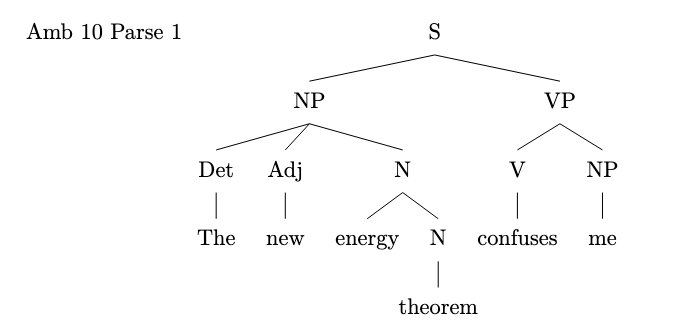 Amb 10 Parse 1 S
NP VP
Det Adj N V NP
The new energy N confuses me
theorem